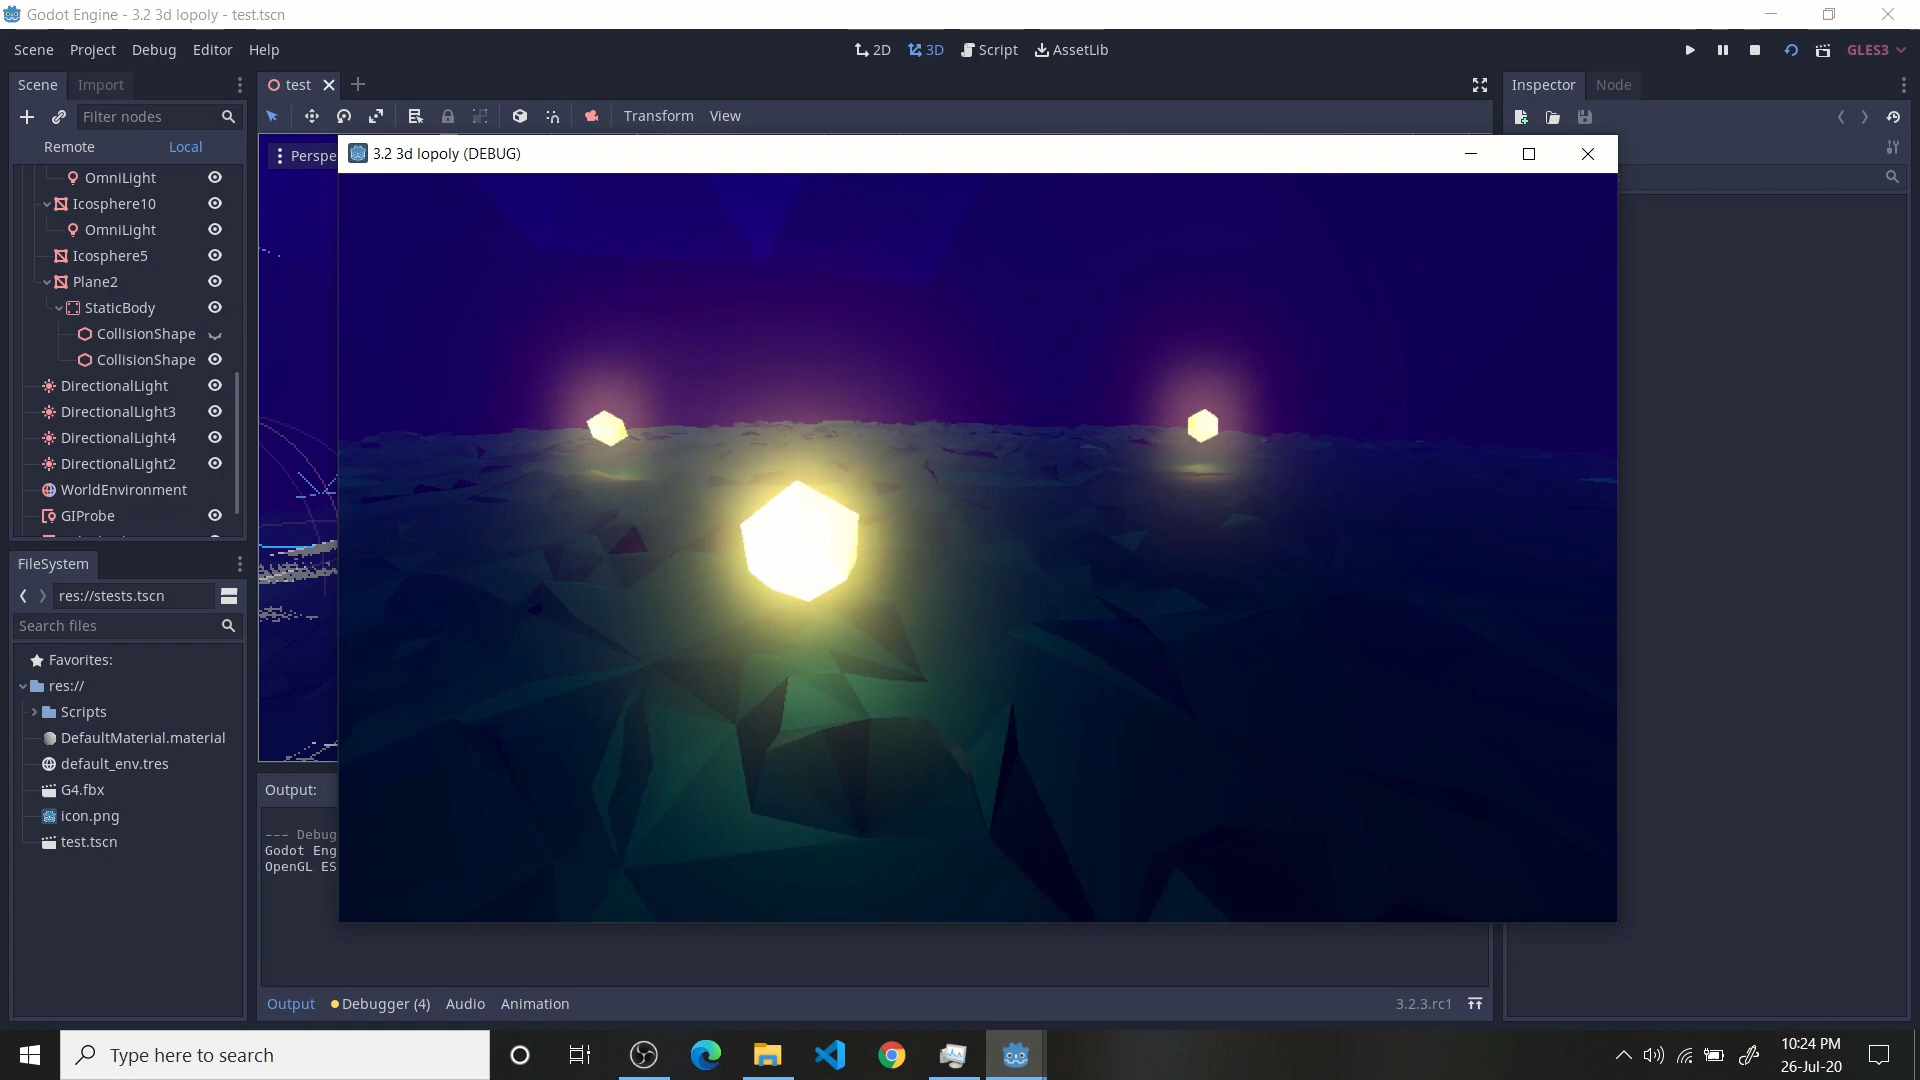 Godot Engine - 3.2 3d lopoly - test.tscn
Scene Project Debug Editor Help
2D 3D Script AssetLib
GLES3
Scene Import
test
Inspector Node
Filter nodes
Transform View
Remote Local
Perspe
3.2 3d lopoly (DEBUG)
OmniLight
Icosphere10
OmniLight
Icosphere5
Plane2
StaticBody
CollisionShape
CollisionShape
DirectionalLight
DirectionalLight3
DirectionalLight4
DirectionalLight2
WorldEnvironment
GIProbe
FileSystem
res://stests.tscn
Search files
Favorites:
res://
Scripts
DefaultMaterial.material
default_env.tres
G4.fbx
icon.png
test.tscn
Output:
--- Debug
Godot Eng
OpenGL ES
Output Debugger (4) Audio Animation
3.2.3.rc1
Type here to search
10:24 PM
26-Jul-20